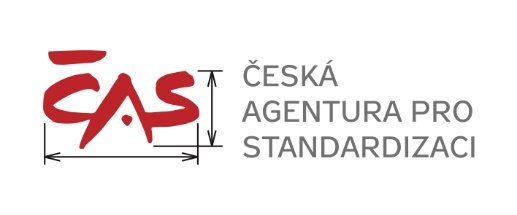 ČAS
ČESKÁ
AGENTURA PRO
STANDARDIZACI